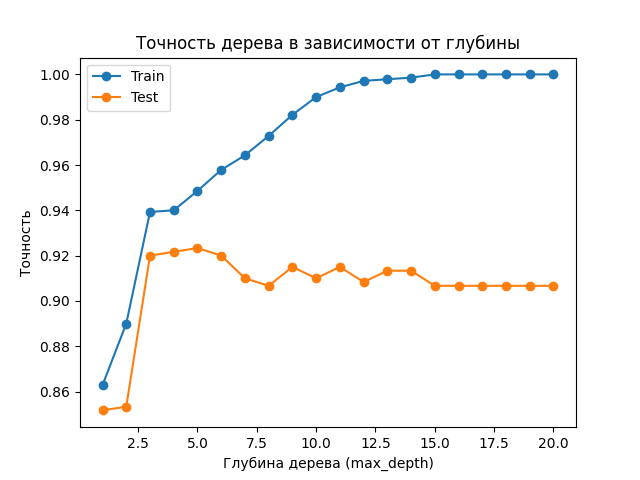 Точность дерева в зависимости от глубины
Train
Test
1.00
0.98
0.96
0.94
0.92
0.90
0.88
0.86
Точность
2.5 5.0 7.5 10.0 12.5 15.0 17.5 20.0
Глубина дерева (max_depth)